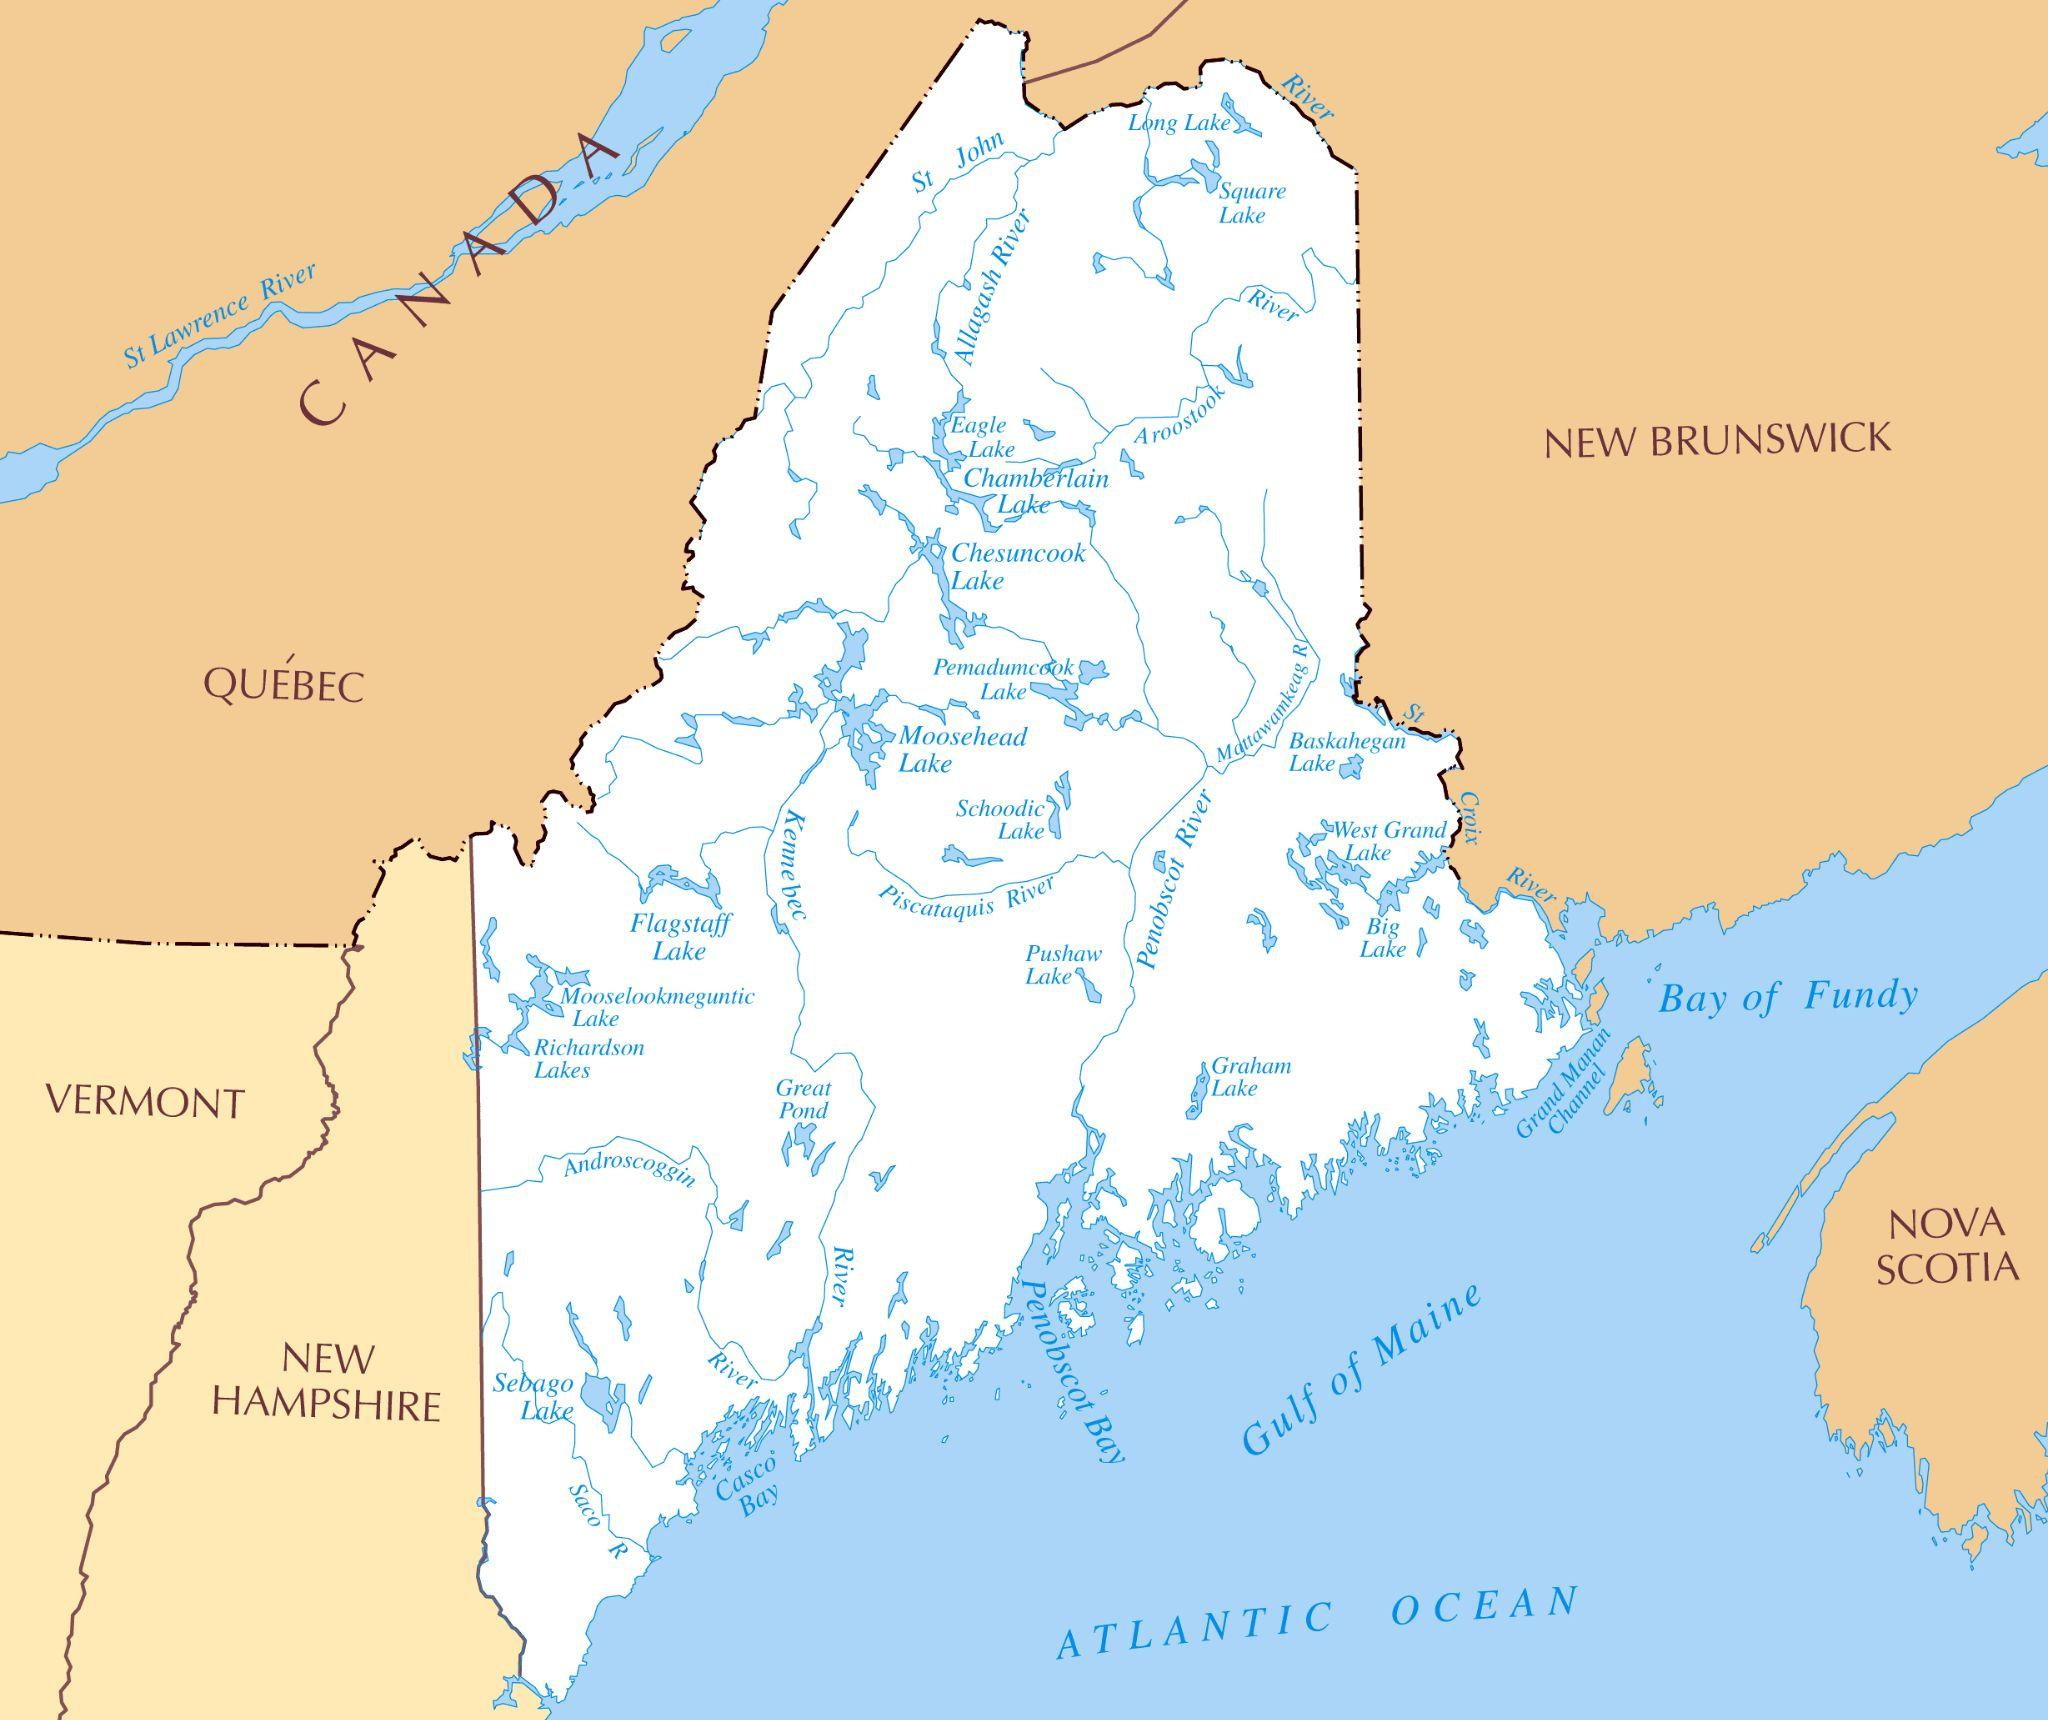 River
Long Lake
St John
CANADA
Square
Lake
Allagash River
St Lawrence River
River
Aroostook
Eagle
Lake
NEW BRUNSWICK
Chamberlain
Lake
Chesuncook
Lake
QUÉBEC
Pemadumcook
Lake
Mattawamkeag R
St
Moosehead
Lake
Baskahegan
Lake
Schoodic
Lake
Kennebec
Penobscot River
Croix
West Grand
Lake
Piscataquis River
River
Flagstaff
Lake
Big
Lake
Pushaw
Lake
Mooselookmeguntic
Lake
Bay of Fundy
Richardson
Lakes
Graham
Lake
Grand Manan
Channel
VERMONT
Great
Pond
Androscoggin
NOVA
SCOTIA
River
Penobscot Bay
Gulf of Maine
NEW
HAMPSHIRE
River
Sebago
Lake
Casco
Bay
Saco R
ATLANTIC OCEAN